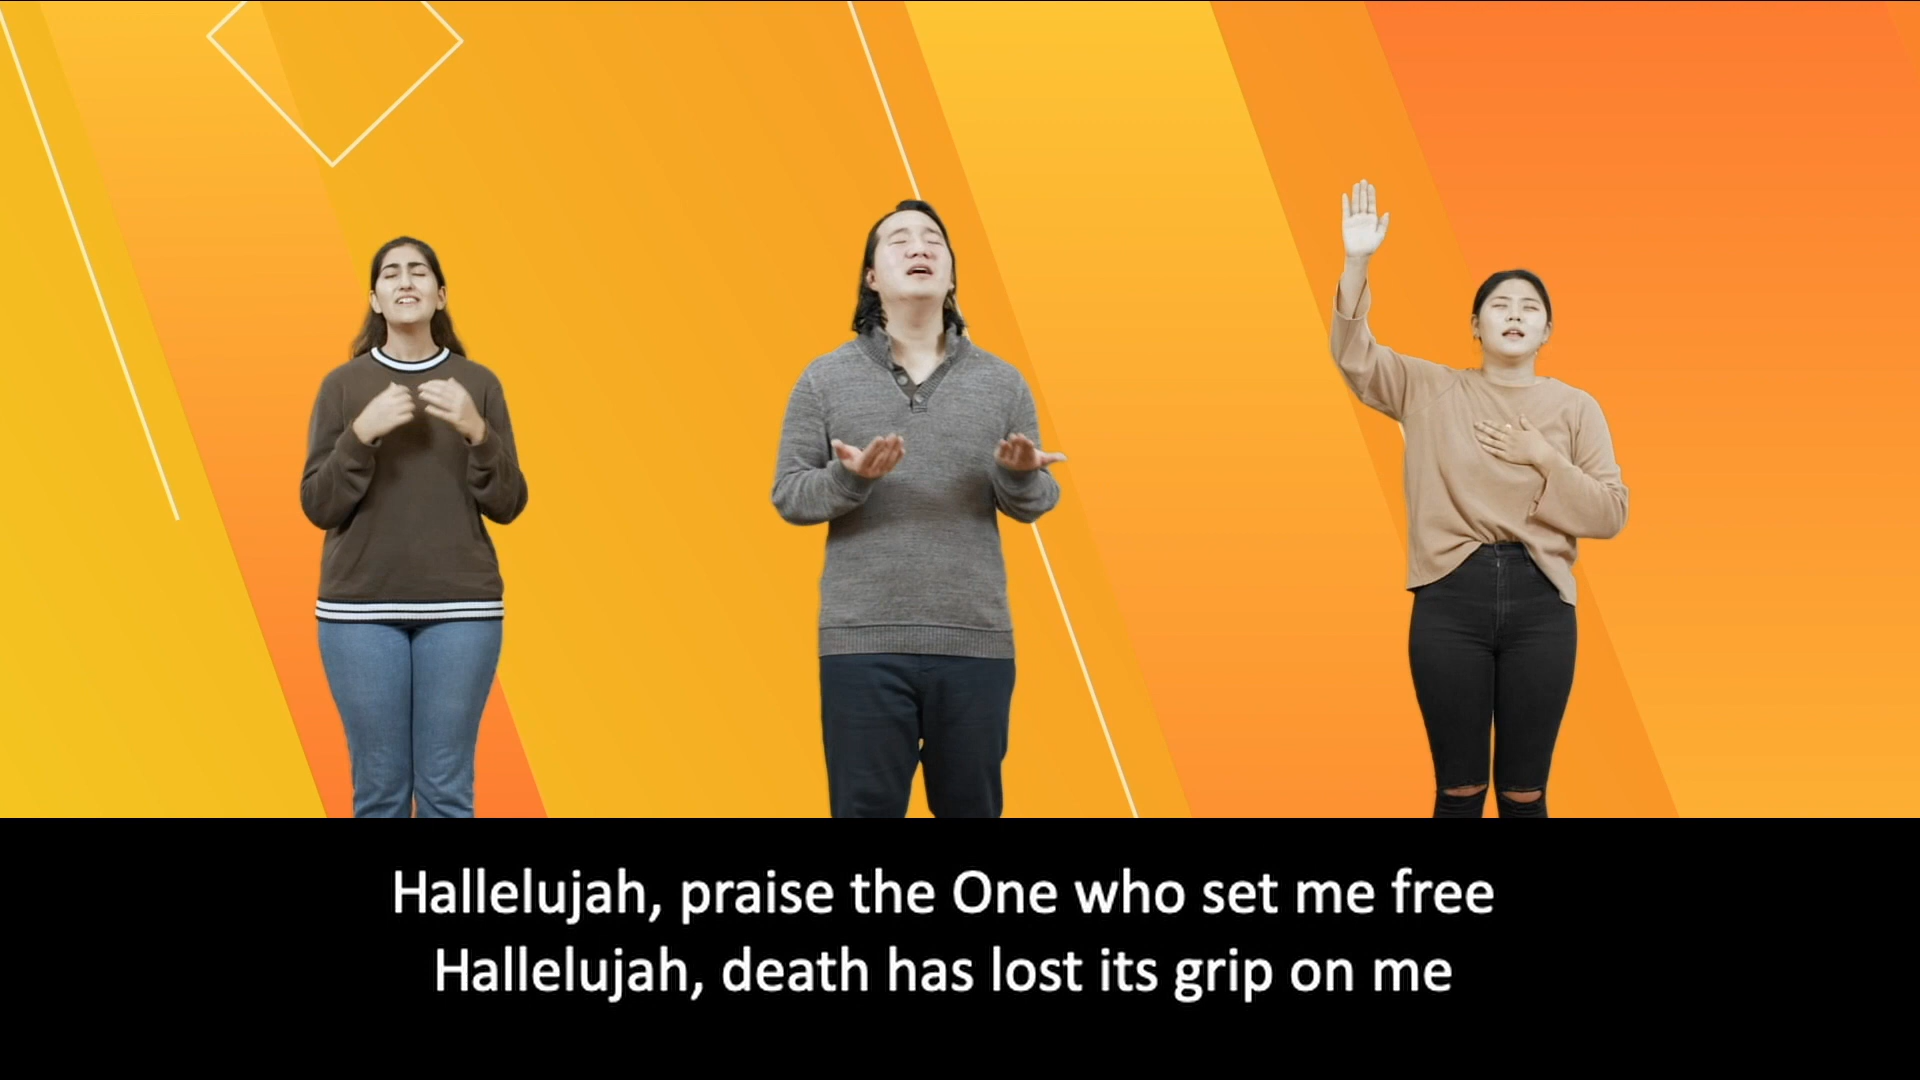 Hallelujah, praise the One who set me free
Hallelujah, death has lost its grip on me